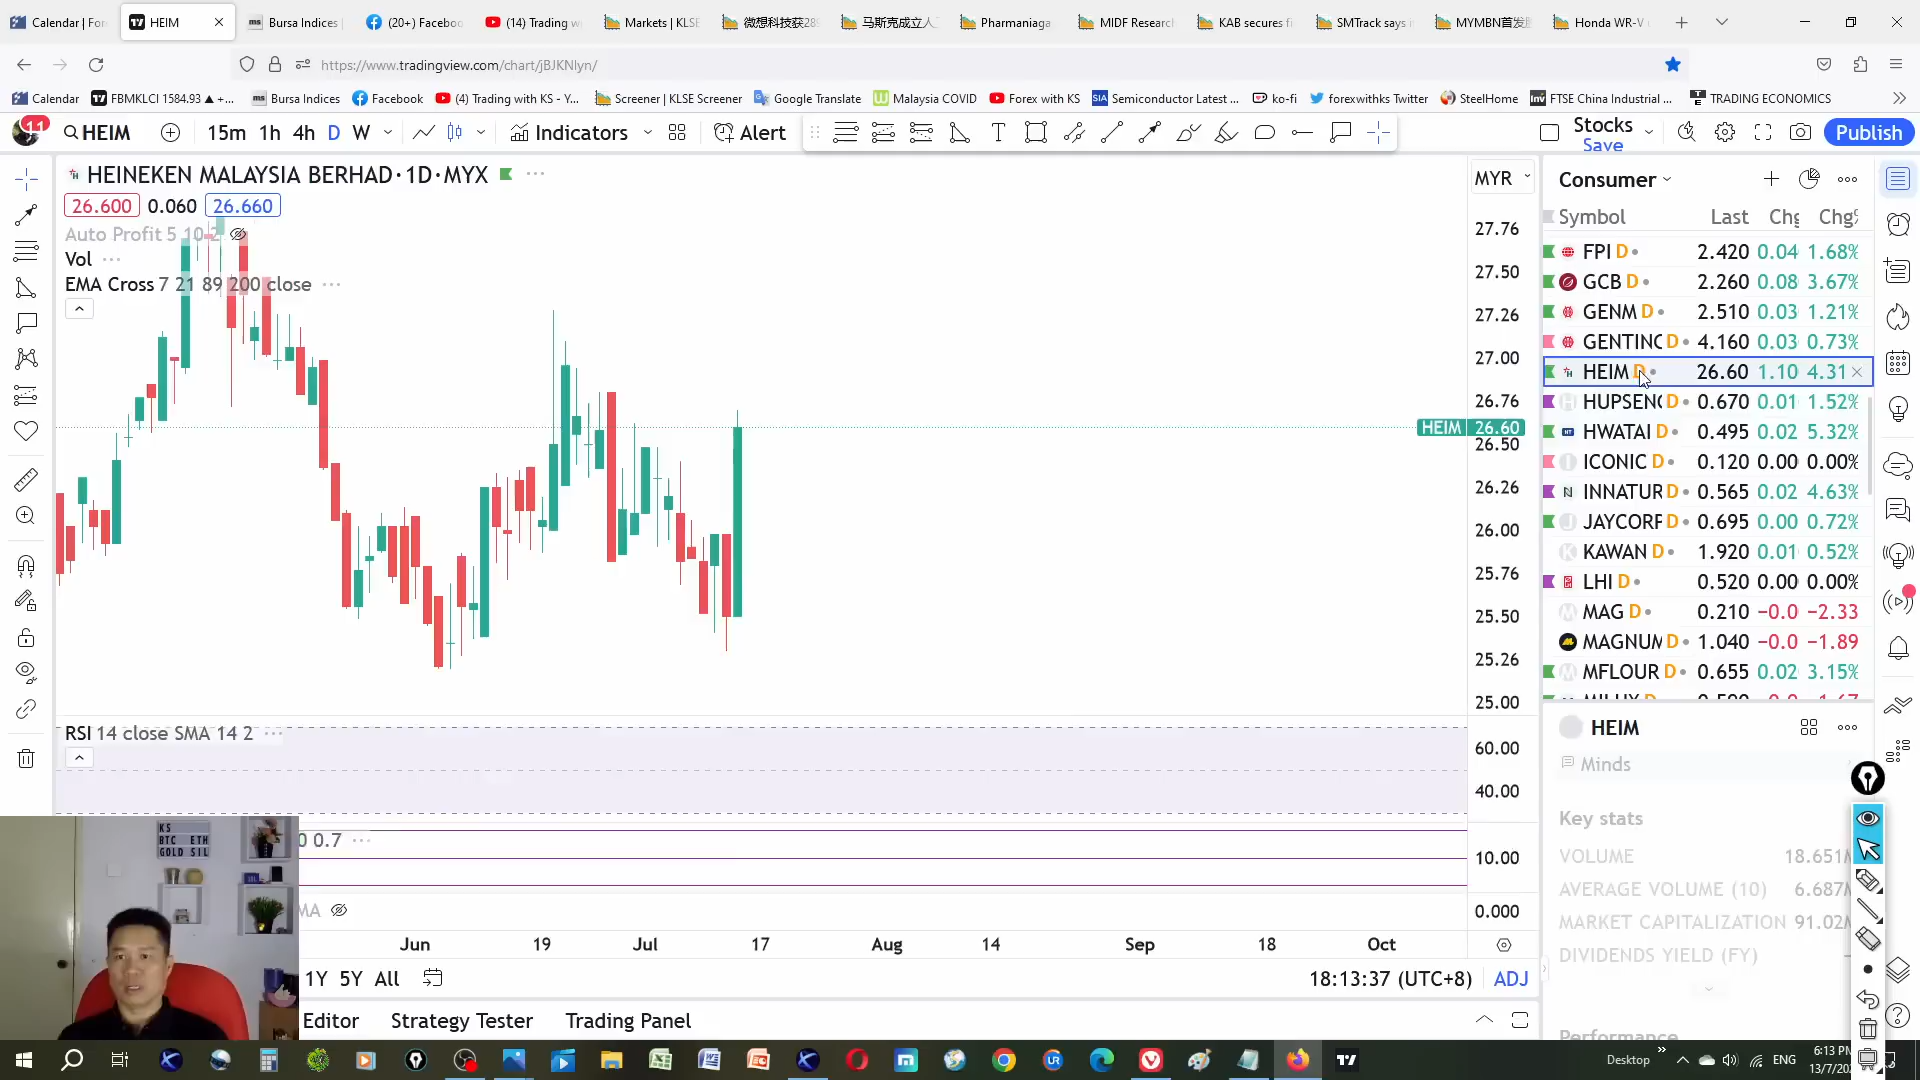 Calendar | For
HEIM
Bursa Indices
(20+) Faceboo
(14) Trading w
Markets | KLSE
微想科技获28
马斯克成立人
Pharmaniaga
MIDF Researc
KAB secures fi
SMTrack says i
MYMBN首发
Honda WR-V
https://www.tradingview.com/chart/jBJKNlyn/
Calendar
FBMKLCI 1584.93 ▲ +...
Bursa Indices
Facebook
(4) Trading with KS - Y...
Screener | KLSE Screener
Google Translate
Malaysia COVID
Forex with KS
Semiconductor Latest ...
ko-fi
forexwithks Twitter
SteelHome
FTSE China Industrial ...
TRADING ECONOMICS
11
HEIM
15m 1h 4h D W
Indicators
Alert
Stocks
Save
Publish
HEINEKEN MALAYSIA BERHAD · 1D · MYX
26.600 0.060 26.660
Auto Profit 5 10 2
Vol
EMA Cross 7 21 89 200 close
MYR
27.76
27.50
27.26
27.00
26.76
HEIM 26.60
26.50
26.26
26.00
25.76
25.50
25.26
25.00
RSI 14 close SMA 14 2
60.00
40.00
0 0.7
10.00
MA
0.000
Jun 19 Jul 17 Aug 14 Sep 18 Oct
1Y 5Y All
18:13:37 (UTC+8) ADJ
Editor Strategy Tester Trading Panel
Consumer
Symbol Last Chg Chg%
FPI D 2.420 0.04 1.68%
GCB D 2.260 0.08 3.67%
GENM D 2.510 0.03 1.21%
GENTING D 4.160 0.03 0.73%
HEIM D 26.60 1.10 4.31
HUPSENG D 0.670 0.01 1.52%
HWATAI D 0.495 0.02 5.32%
ICONIC D 0.120 0.00 0.00%
INNATUR D 0.565 0.02 4.63%
JAYCORP D 0.695 0.00 0.72%
KAWAN D 1.920 0.01 0.52%
LHI D 0.520 0.00 0.00%
MAG D 0.210 −0.0 −2.33
MAGNUM D 1.040 −0.0 −1.89
MFLOUR D 0.655 0.02 3.15%
HEIM
Minds
Key stats
VOLUME 18.651
AVERAGE VOLUME (10) 6.687M
MARKET CAPITALIZATION 91.02M
DIVIDENDS YIELD (FY)
Performance
KS
BTC ETH
GOLD SIL
Desktop
ENG
6:13 PM
13/7/20